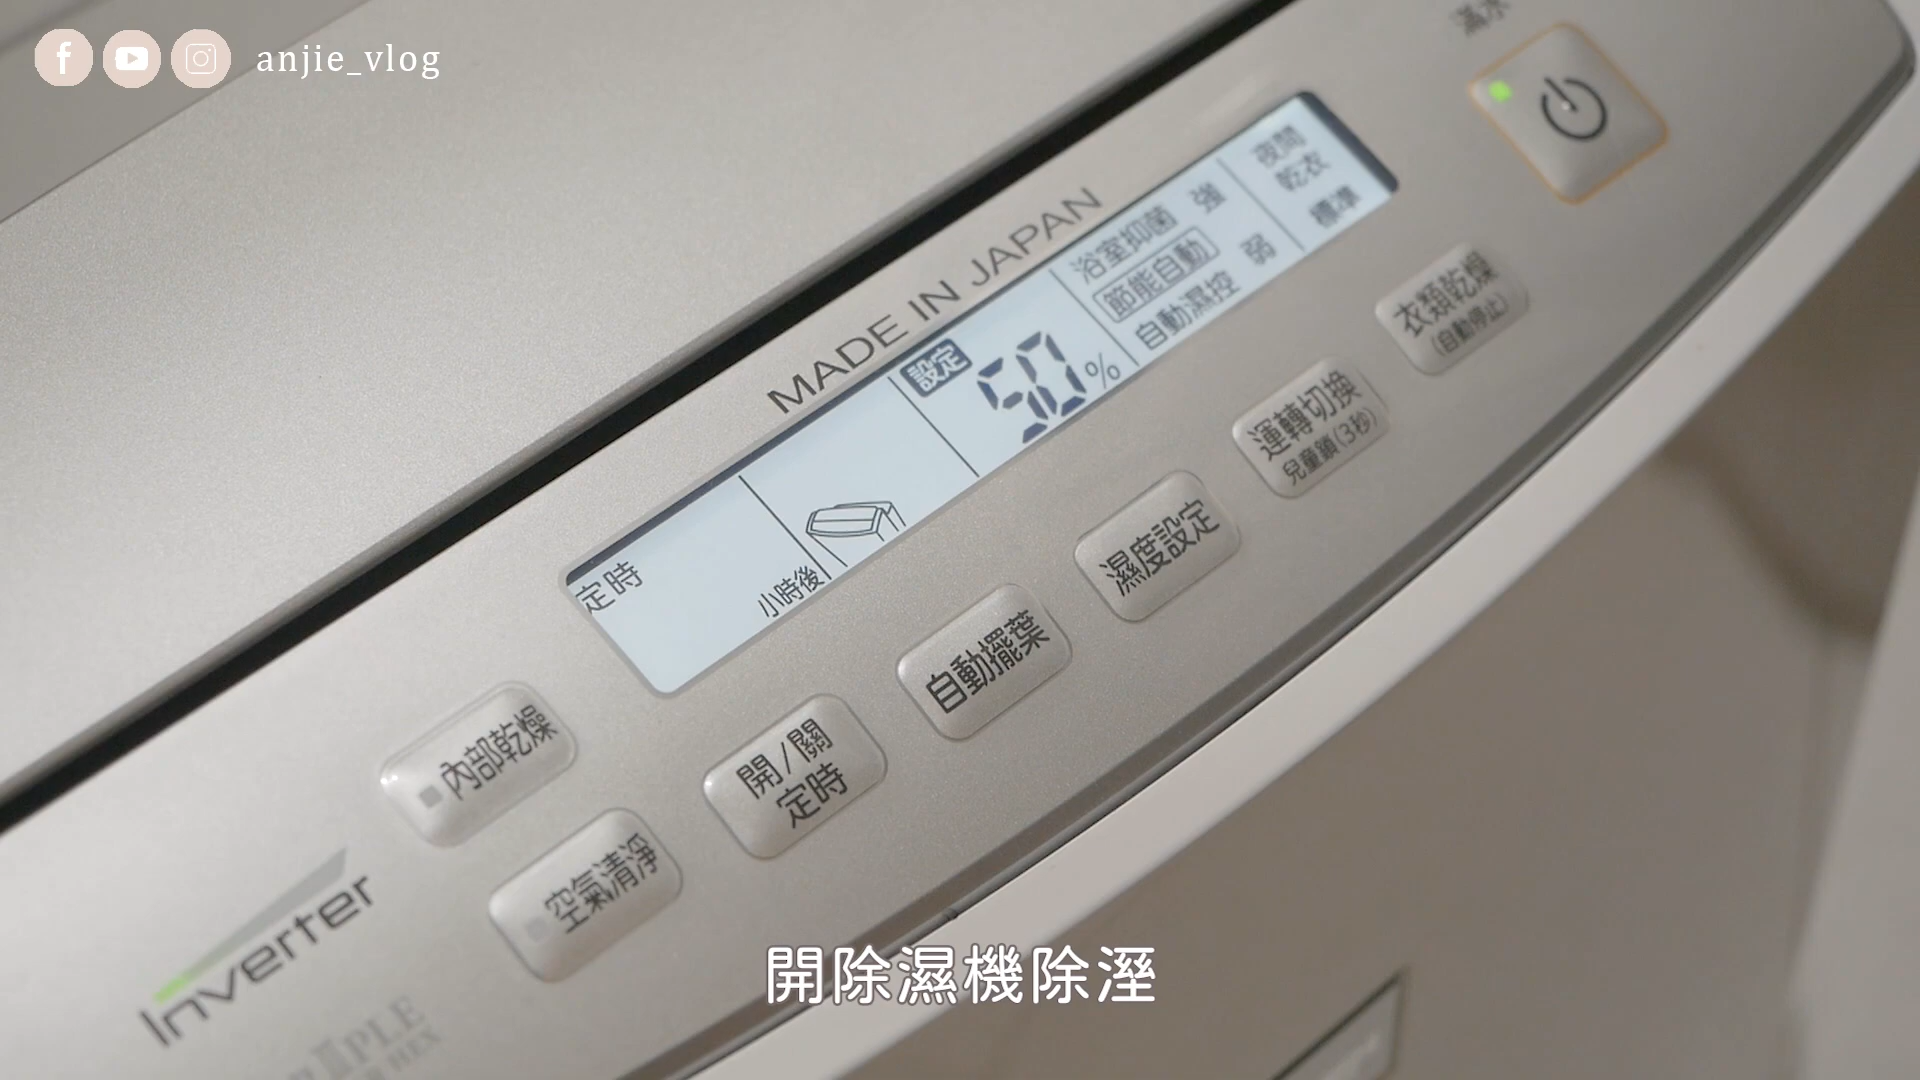 anjie_vlog
滿水
MADE IN JAPAN
夜間
乾衣
標準
浴室抑菌 強
節能自動
自動濕控 弱
設定
50%
定時
小時後
衣類乾燥
(自動停止)
運轉切換
兒童鎖(3秒)
濕度設定
自動擺葉
開/關
定時
內部乾燥
空氣清淨
Inverter
開除濕機除溼